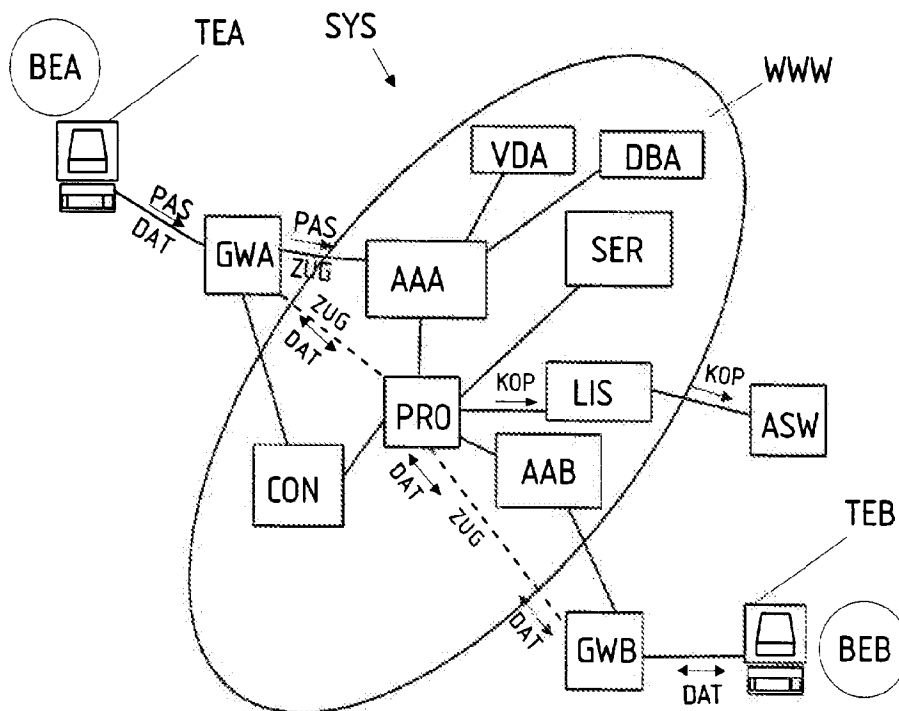 SYS
TEA
BEA
WWW
VDA
DBA
PAS
DAT
GWA
PAS
ZUG
AAA
SER
ZUG
DAT
KOP
LIS
KOP
PRO
ASW
CON
AAB
DAT
ZUG
TEB
DAT
GWB
DAT
BEB